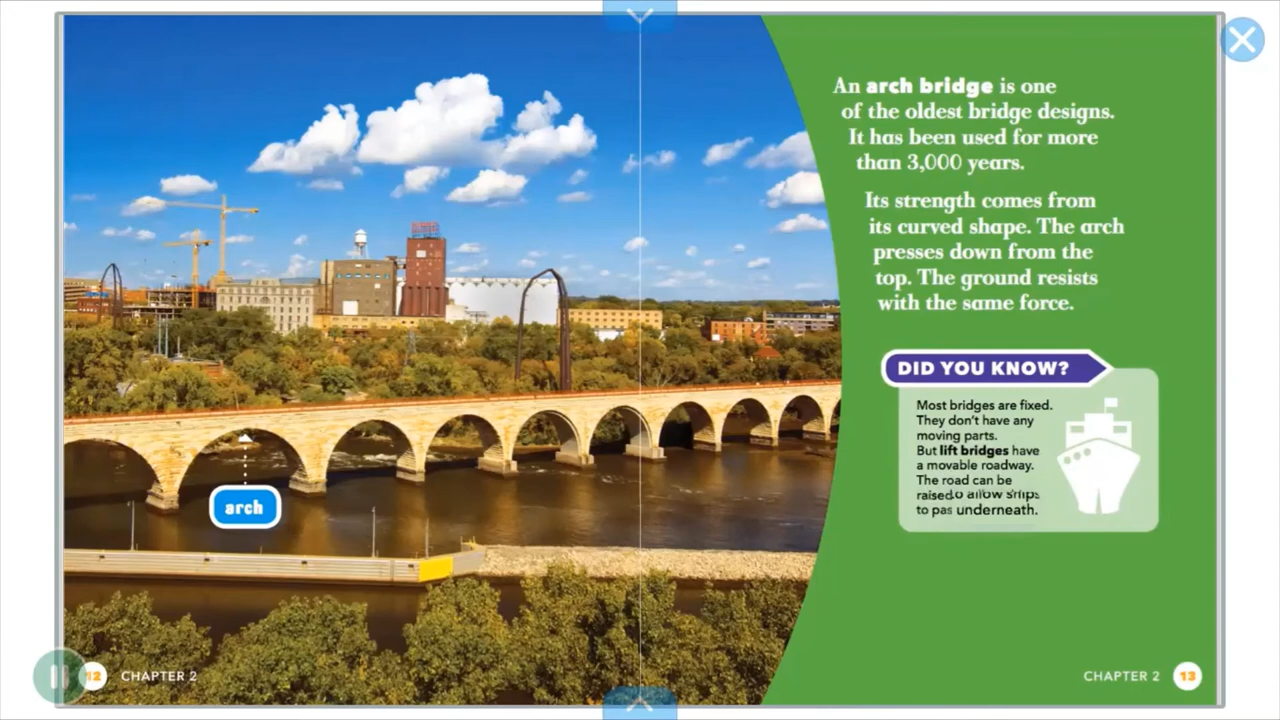 An arch bridge is one
of the oldest bridge designs.
It has been used for more
than 3,000 years.
Its strength comes from
its curved shape. The arch
presses down from the
top. The ground resists
with the same force.
DID YOU KNOW?
Most bridges are fixed.
They don't have any
moving parts.
But lift bridges have
a movable roadway.
The road can be
raised to allow ships
to pas underneath.
arch
12 CHAPTER 2
CHAPTER 2 13